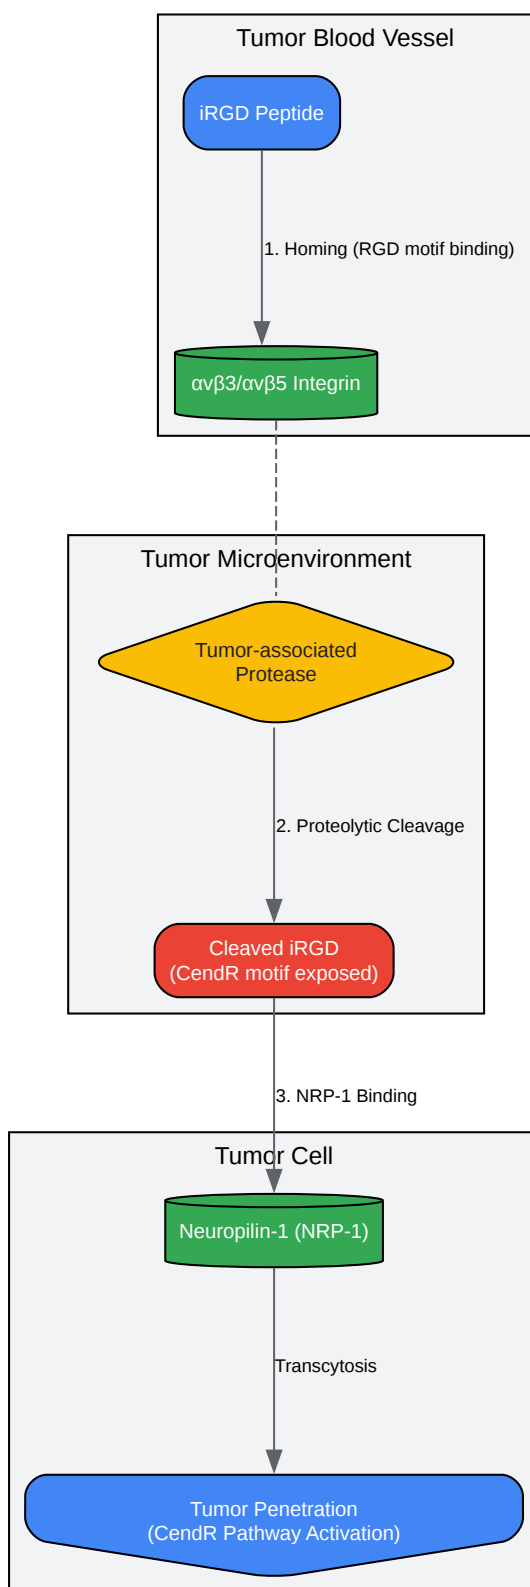 Tumor Blood Vessel
iRGD Peptide
1. Homing (RGD motif binding)
αvβ3/αvβ5 Integrin
Tumor Microenvironment
Tumor-associated
Protease
2. Proteolytic Cleavage
Cleaved iRGD
(CendR motif exposed)
3. NRP-1 Binding
Tumor Cell
Neuropilin-1 (NRP-1)
Transcytosis
Tumor Penetration
(CendR Pathway Activation)